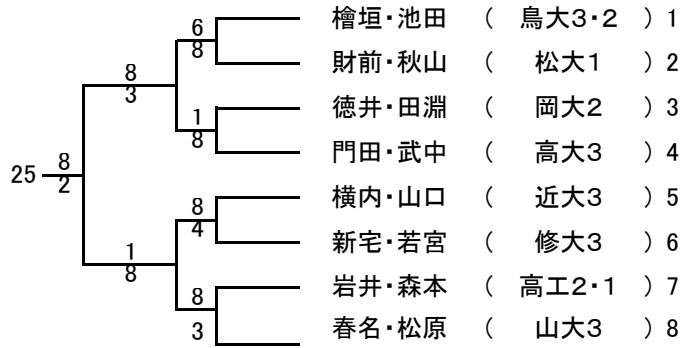 檜垣・池田 ( 鳥大3・2 ) 1
6
8
財前・秋山 ( 松大1 ) 2
8
3
徳井・田淵 ( 岡大2 ) 3
1
8
門田・武中 ( 高大3 ) 4
25
8
2
横内・山口 ( 近大3 ) 5
8
4
新宅・若宮 ( 修大3 ) 6
1
8
岩井・森本 ( 高工2・1 ) 7
8
3
春名・松原 ( 山大3 ) 8